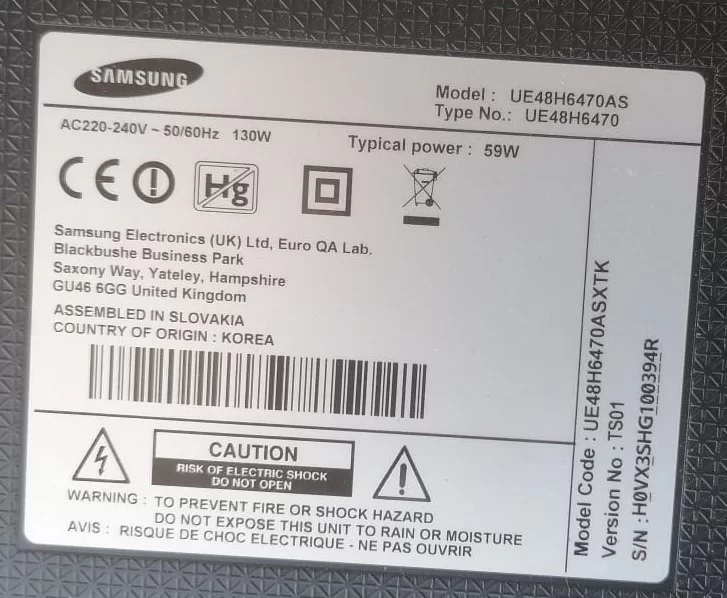 SAMSUNG
Model : UE48H6470AS
Type No.: UE48H6470
AC220-240V ~ 50/60Hz 130W
Typical power : 59W
CE
Hg
Samsung Electronics (UK) Ltd, Euro QA Lab.
Blackbushe Business Park
Saxony Way, Yateley, Hampshire
GU46 6GG United Kingdom
ASSEMBLED IN SLOVAKIA
COUNTRY OF ORIGIN : KOREA
CAUTION
RISK OF ELECTRIC SHOCK
DO NOT OPEN
WARNING : TO PREVENT FIRE OR SHOCK HAZARD
DO NOT EXPOSE THIS UNIT TO RAIN OR MOISTURE
AVIS : RISQUE DE CHOC ELECTRIQUE - NE PAS OUVRIR
Model Code : UE48H6470ASXTK
Version No : TS01
S/N : H0VX3SHG100394R